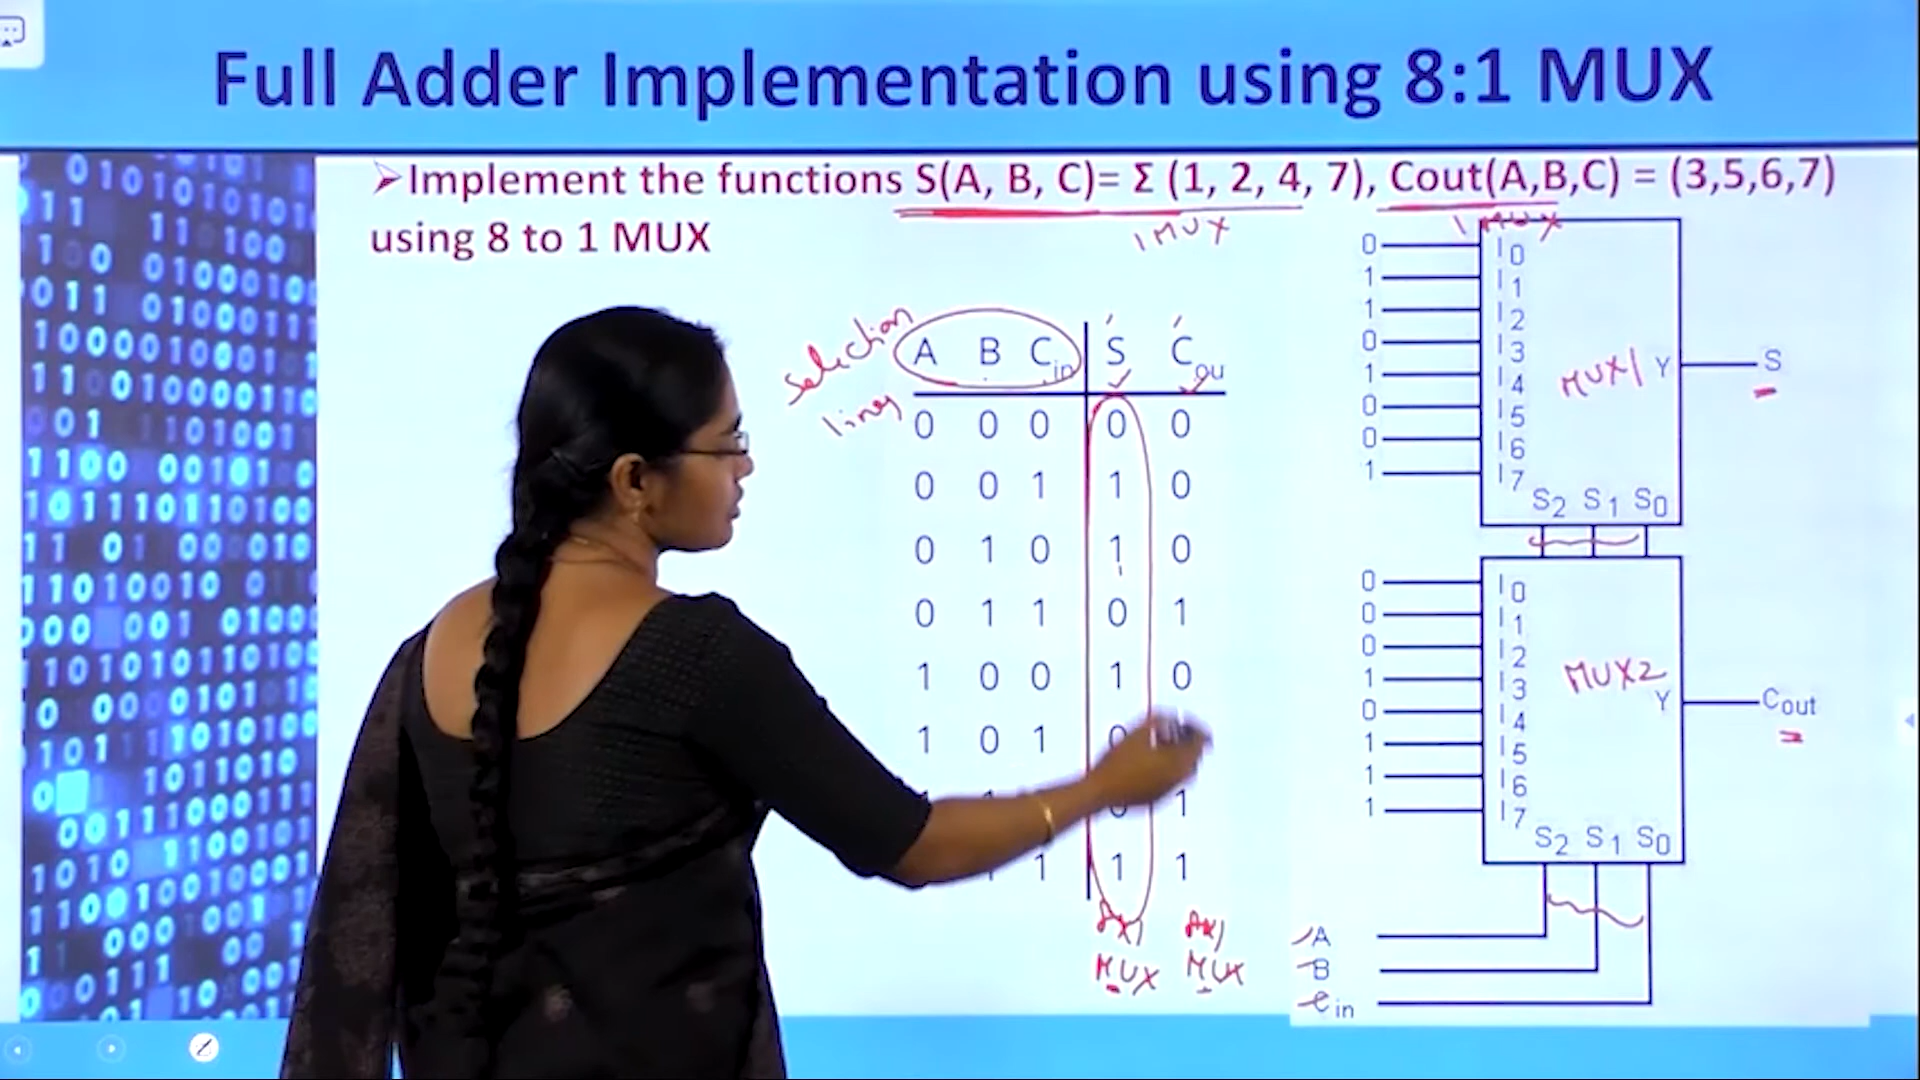 Full Adder Implementation using 8:1 MUX
➢Implement the functions S(A, B, C)= Σ (1, 2, 4, 7), Cout(A,B,C) = (3,5,6,7)
using 8 to 1 MUX
1 MUX
1 MUX
selection
lines
A B Cin S Cou
0 0 0 0 0
0 0 1 1 0
0 1 0 1 0
0 1 1 0 1
1 0 0 1 0
1 0 1 0
0 1
1 1 1 1
8x1 8x1
MUX MUX
0 I0
1 I1
1 I2
0 I3
1 I4
0 I5
0 I6
1 I7
MUX1 Y S
S2 S1 S0
0 I0
0 I1
0 I2
1 I3
0 I4
1 I5
1 I6
1 I7
MUX2
Y Cout
S2 S1 S0
A
B
Cin